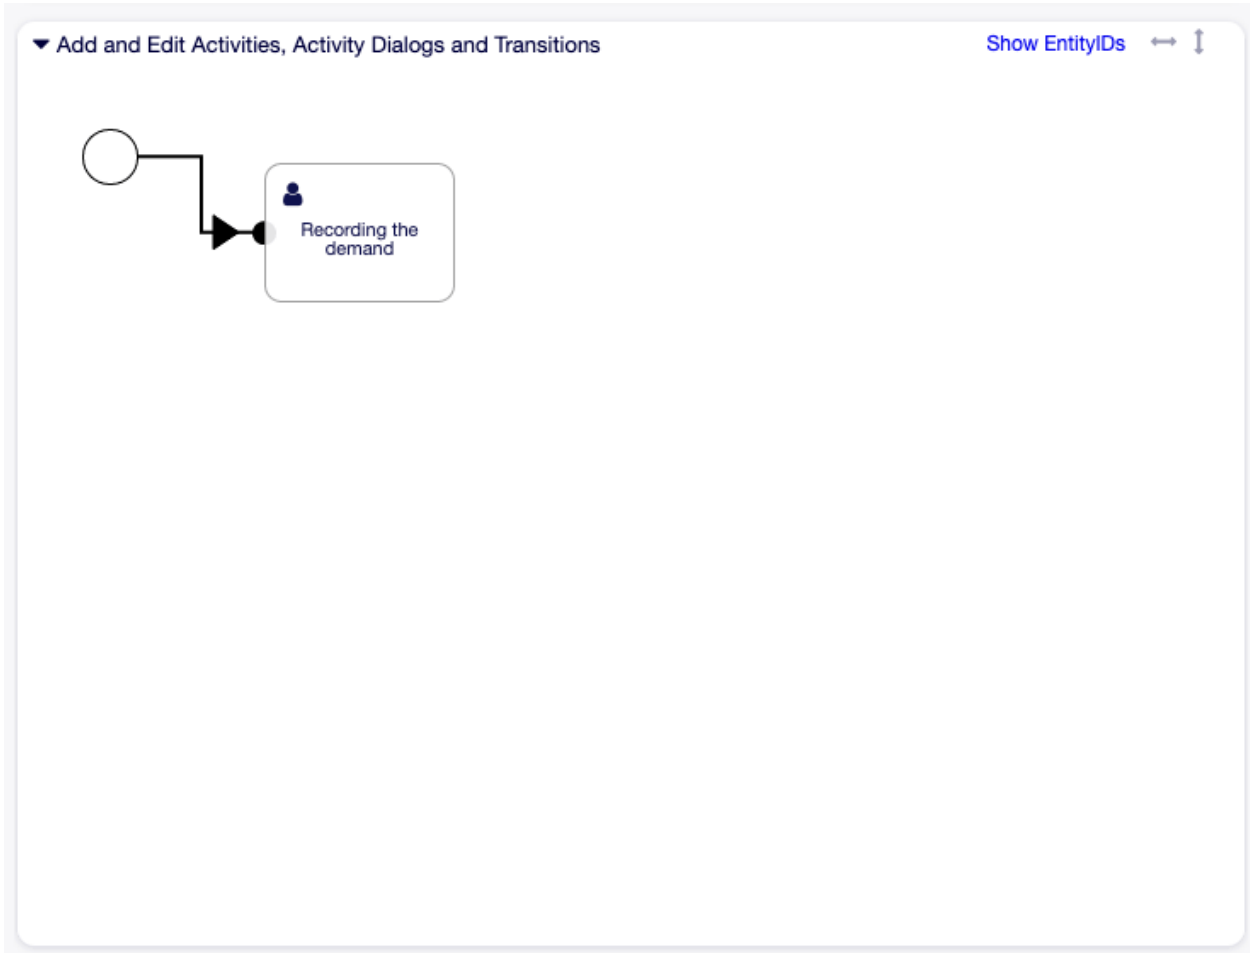 Add and Edit Activities, Activity Dialogs and Transitions
Show EntityIDs
Recording the
demand